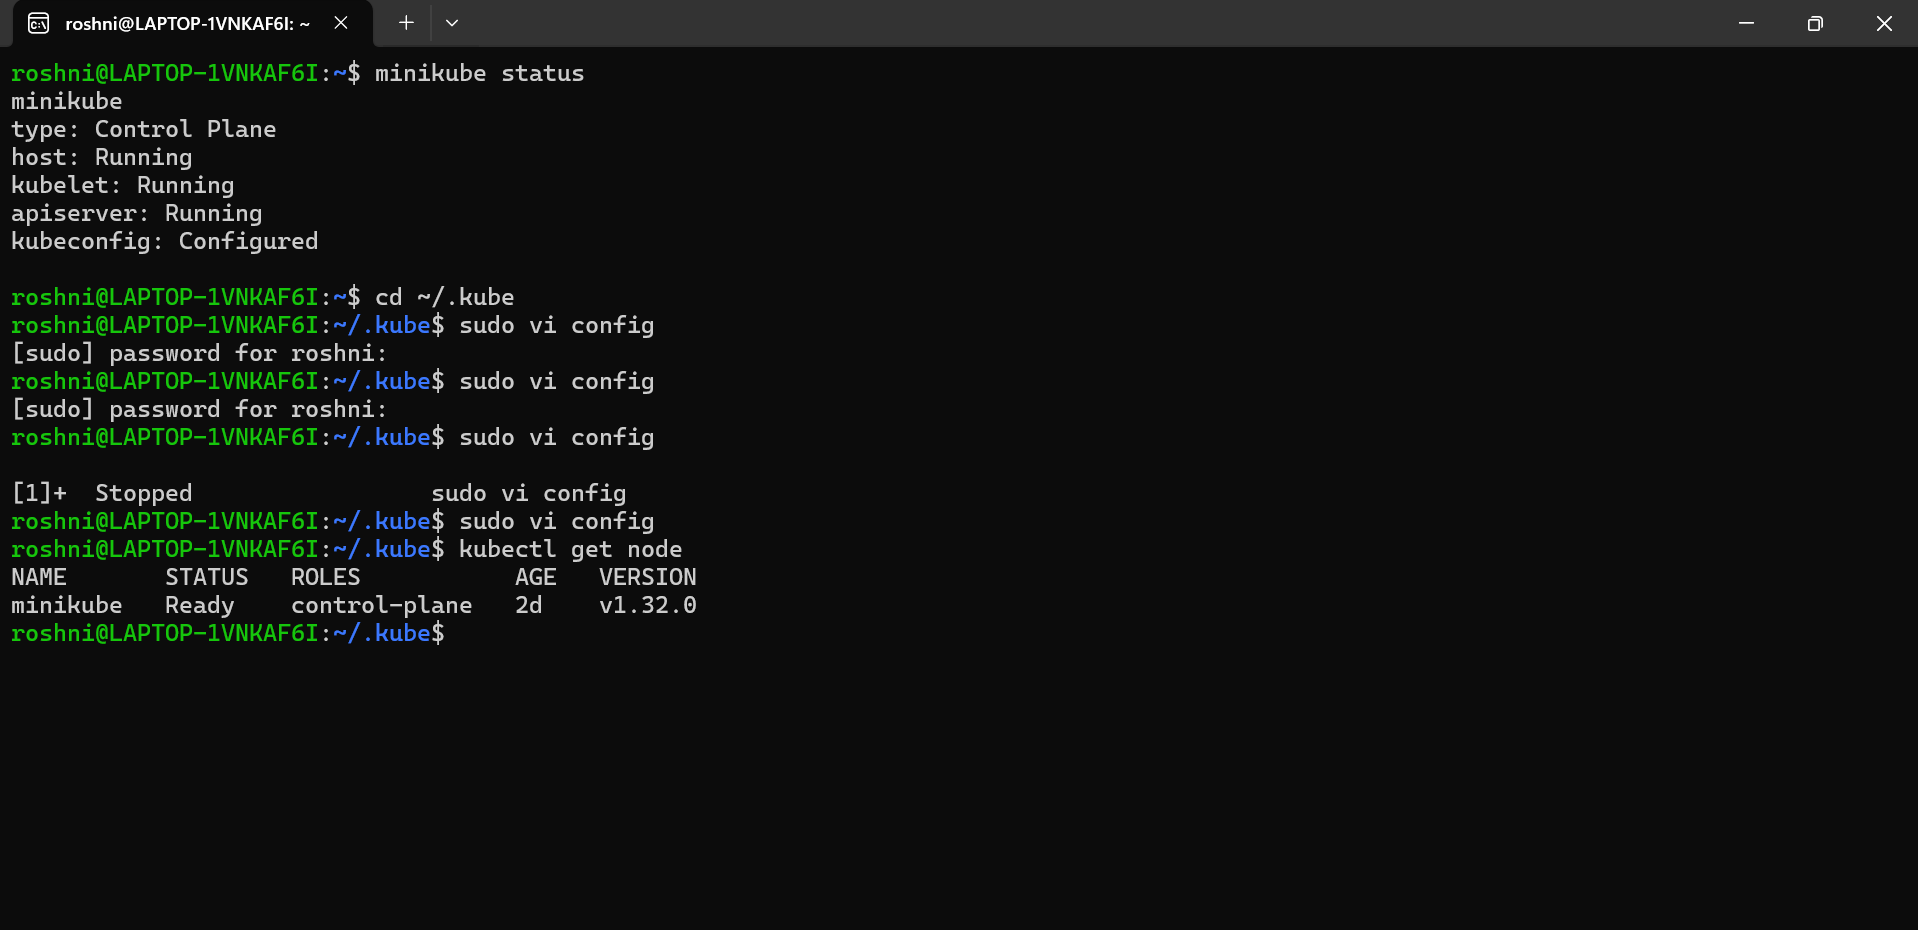 roshni@LAPTOP-1VNKAF6I: ~
roshni@LAPTOP-1VNKAF6I:~$ minikube status
minikube
type: Control Plane
host: Running
kubelet: Running
apiserver: Running
kubeconfig: Configured
roshni@LAPTOP-1VNKAF6I:~$ cd ~/.kube
roshni@LAPTOP-1VNKAF6I:~/.kube$ sudo vi config
[sudo] password for roshni:
roshni@LAPTOP-1VNKAF6I:~/.kube$ sudo vi config
[sudo] password for roshni:
roshni@LAPTOP-1VNKAF6I:~/.kube$ sudo vi config
[1]+  Stopped                 sudo vi config
roshni@LAPTOP-1VNKAF6I:~/.kube$ sudo vi config
roshni@LAPTOP-1VNKAF6I:~/.kube$ kubectl get node
NAME       STATUS   ROLES           AGE   VERSION
minikube   Ready    control-plane   2d    v1.32.0
roshni@LAPTOP-1VNKAF6I:~/.kube$